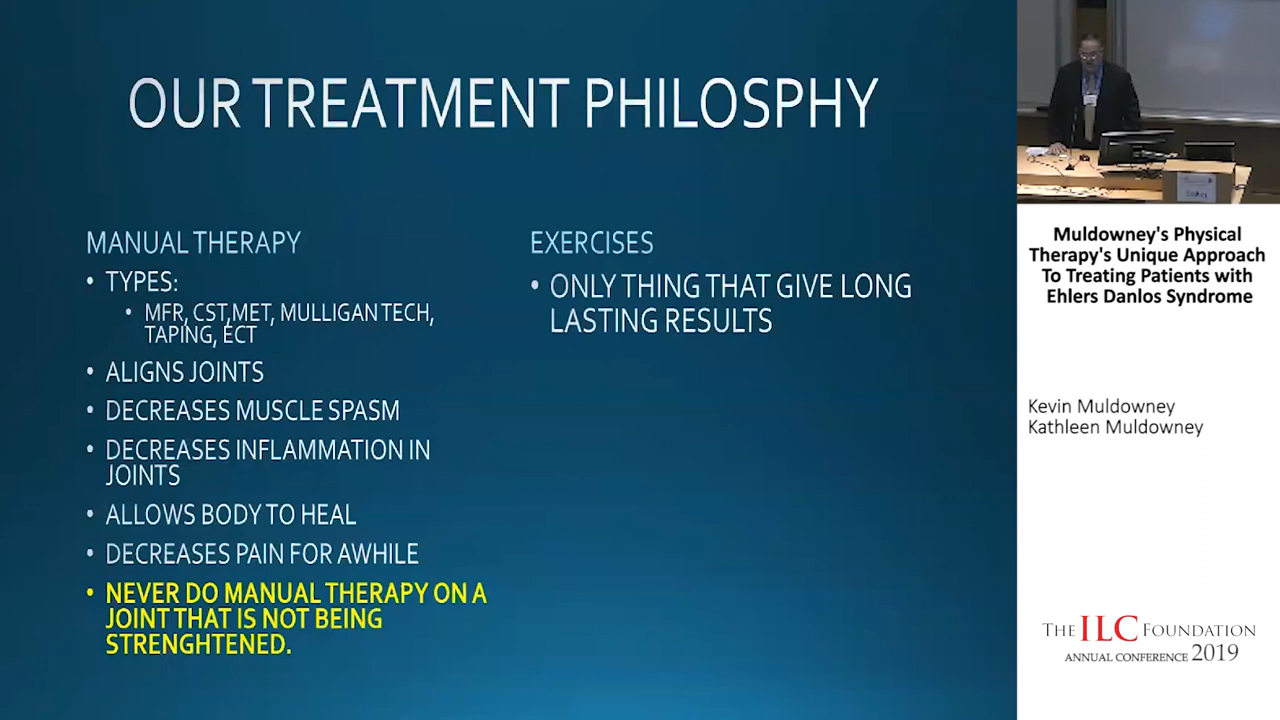 OUR TREATMENT PHILOSPHY
MANUAL THERAPY
• TYPES:
• MFR, CST,MET, MULLIGAN TECH,
TAPING, ECT
• ALIGNS JOINTS
• DECREASES MUSCLE SPASM
• DECREASES INFLAMMATION IN
JOINTS
• ALLOWS BODY TO HEAL
• DECREASES PAIN FOR AWHILE
• NEVER DO MANUAL THERAPY ON A
JOINT THAT IS NOT BEING
STRENGHTENED.
EXERCISES
• ONLY THING THAT GIVE LONG
LASTING RESULTS
Muldowney's Physical
Therapy's Unique Approach
To Treating Patients with
Ehlers Danlos Syndrome
Kevin Muldowney
Kathleen Muldowney
THE ILC FOUNDATION
ANNUAL CONFERENCE 2019